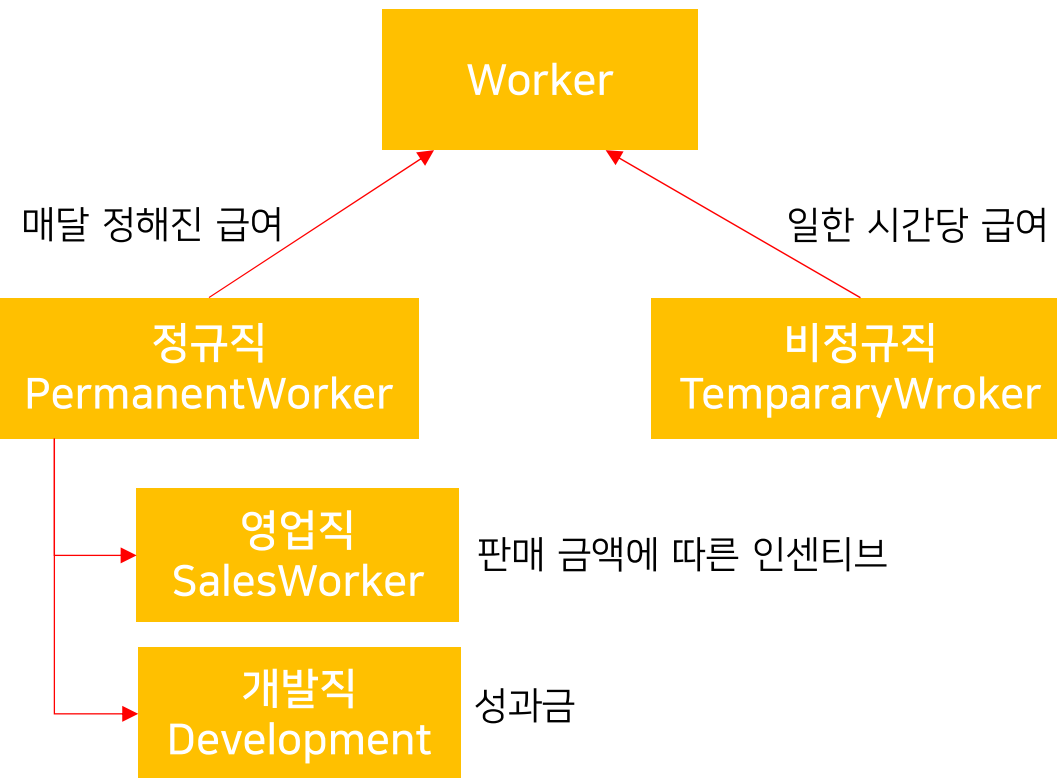 Worker
매달 정해진 급여
일한 시간당 급여
정규직
PermanentWorker
비정규직
TempararyWroker
영업직
SalesWorker
판매 금액에 따른 인센티브
개발직
Development
성과금